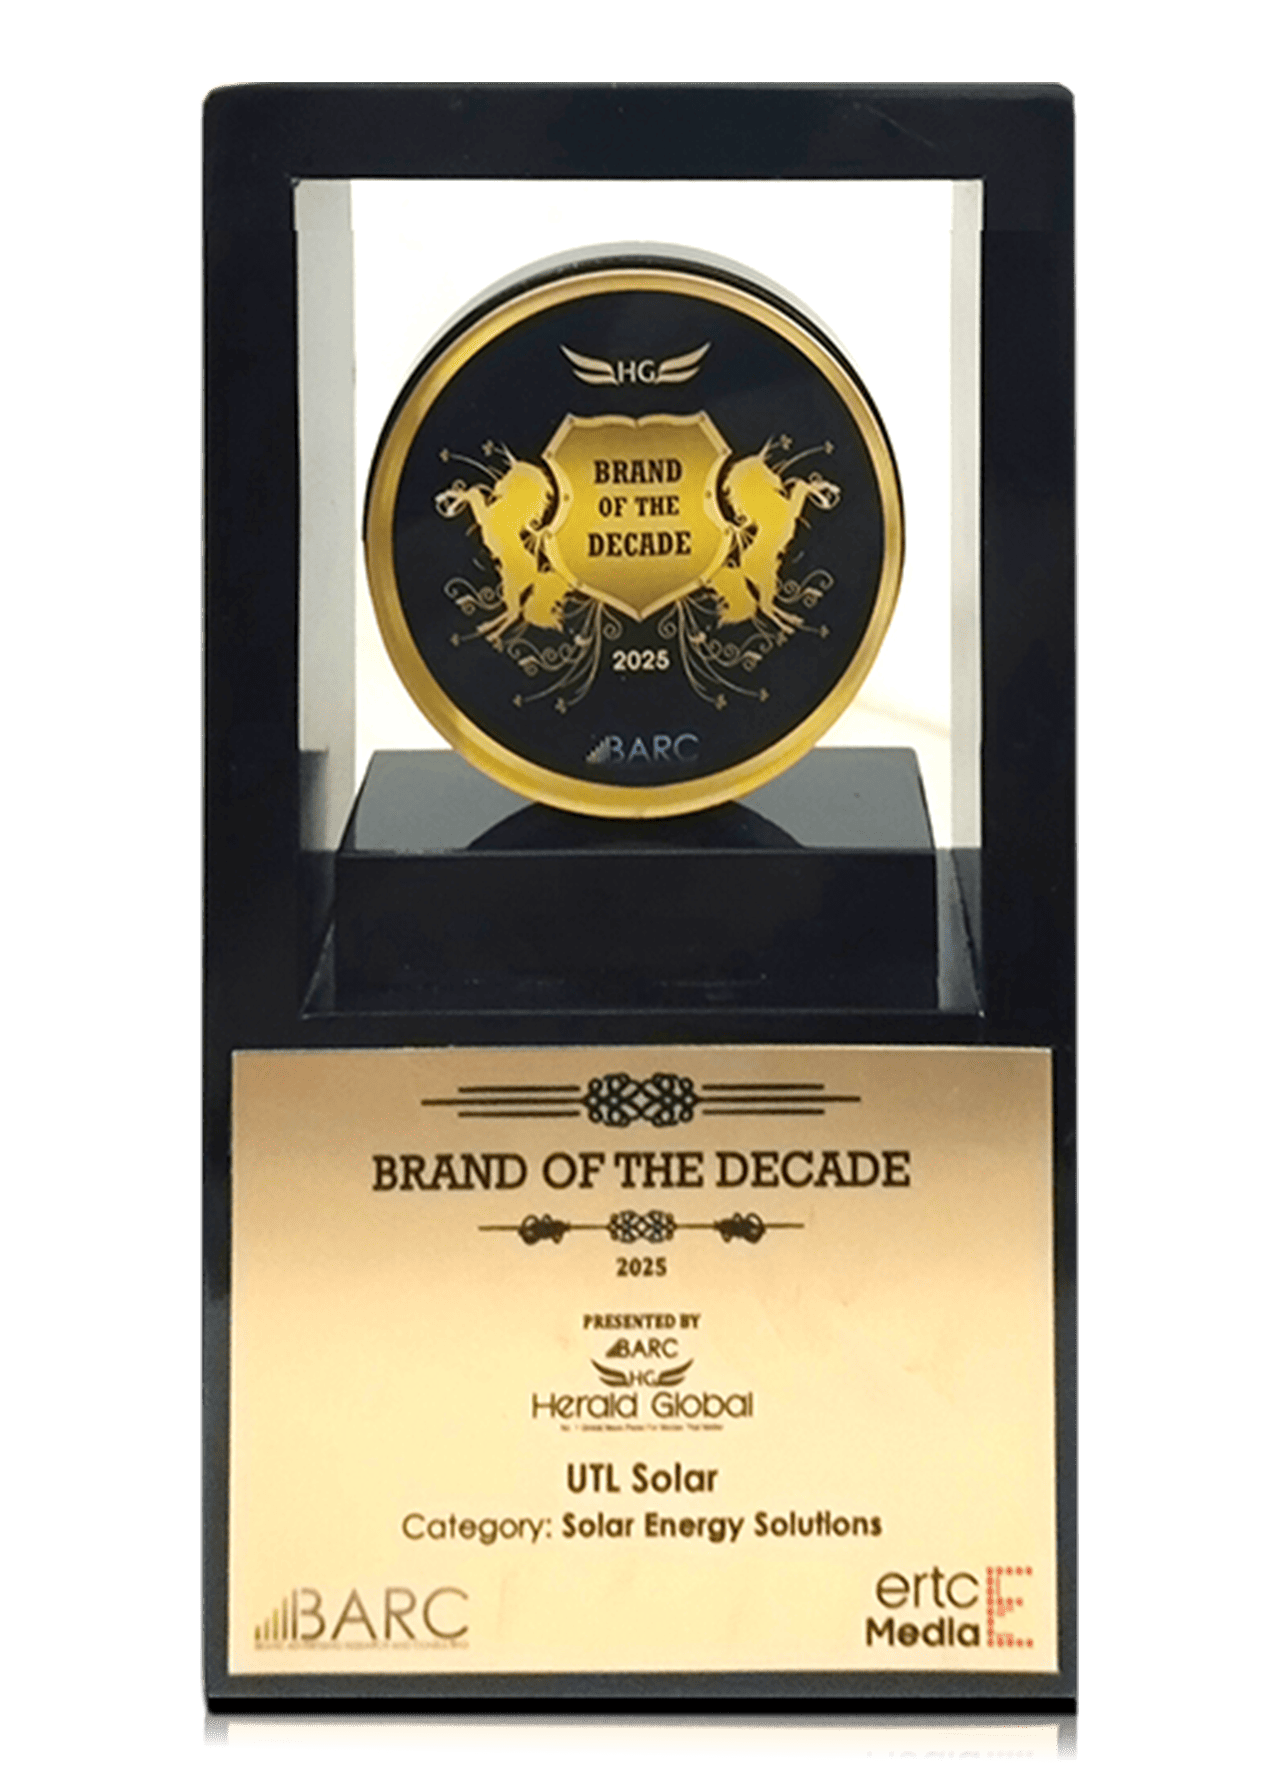 HG
BRAND
OF THE
DECADE
2025
BARC
BRAND OF THE DECADE
2025
PRESENTED BY
BARC
HG
Herald Global
UTL Solar
Category: Solar Energy Solutions
BARC
ertc E
Media